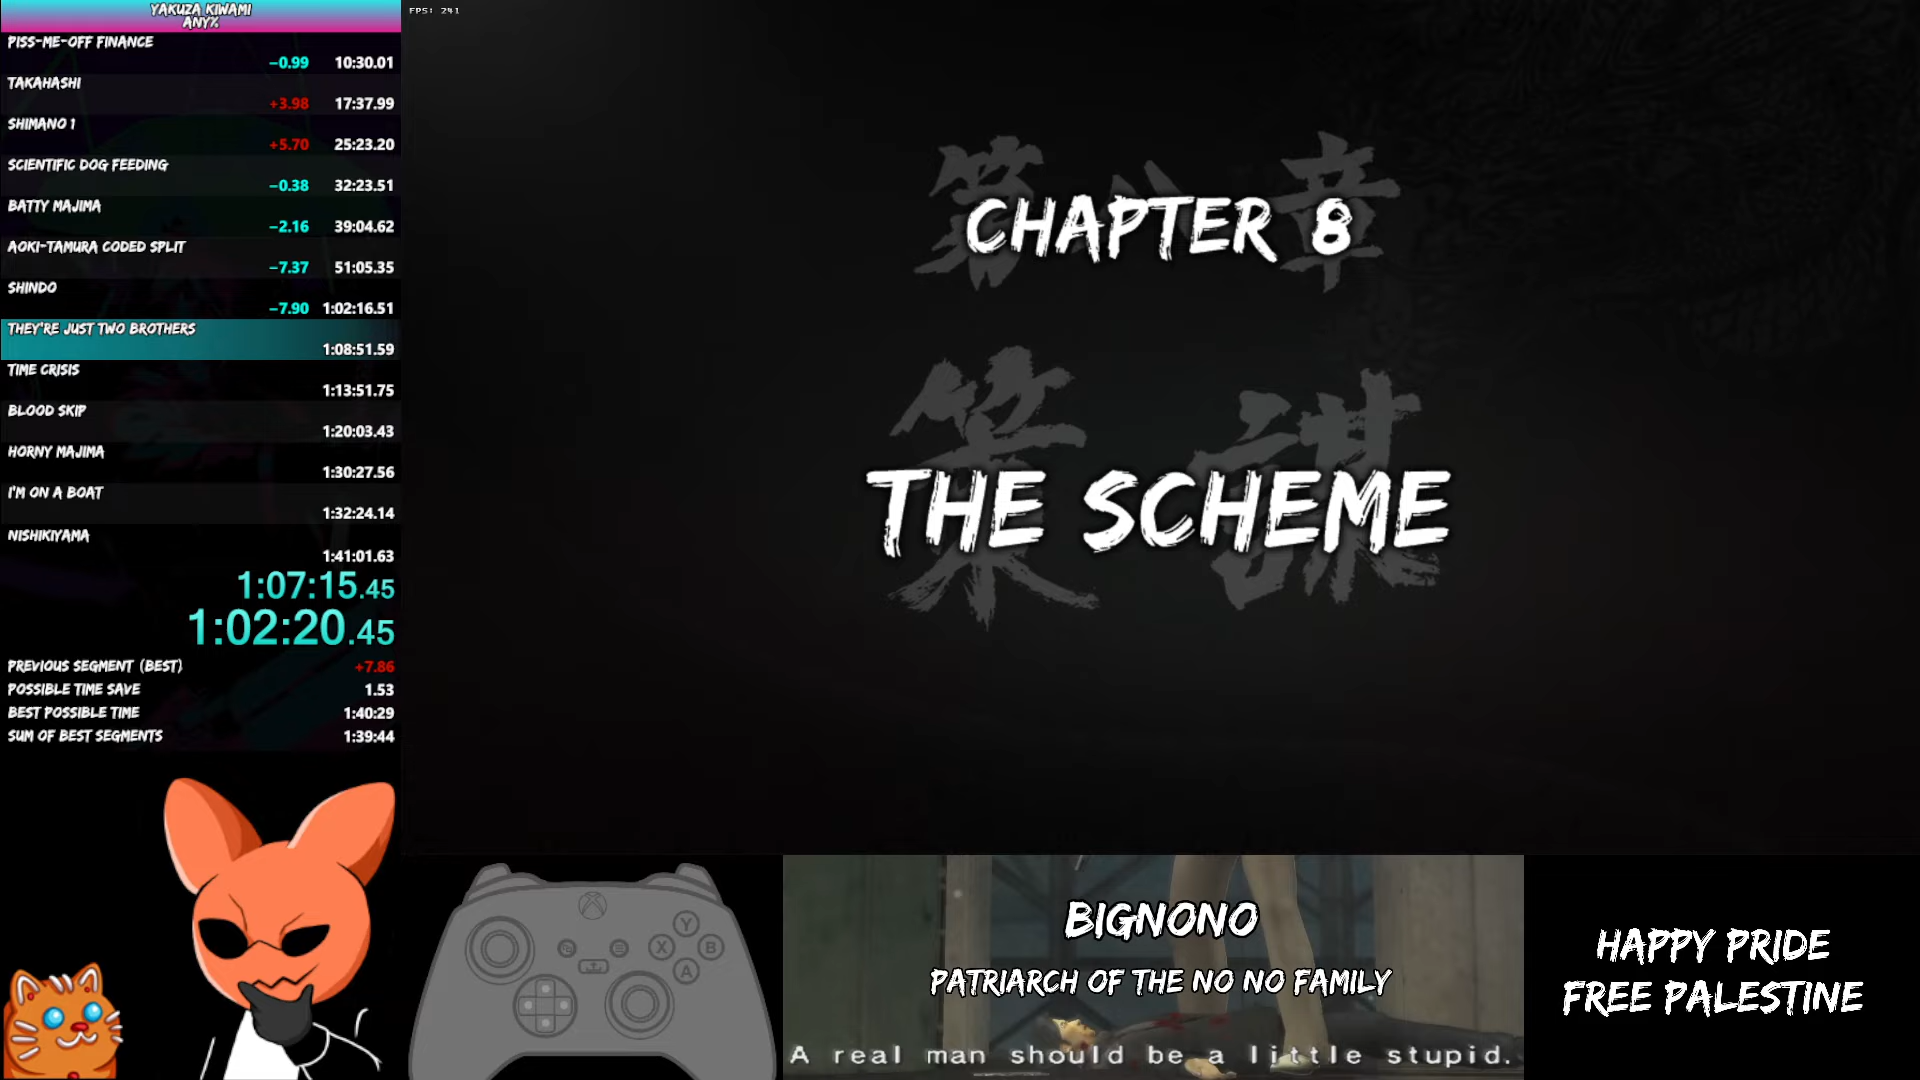 YAKUZA KIWAMI
ANY%
PISS-ME-OFF FINANCE
-0.99 10:30.01
TAKAHASHI
+3.98 17:37.99
SHIMANO 1
+5.70 25:23.20
SCIENTIFIC DOG FEEDING
-0.38 32:23.51
BATTY MAJIMA
-2.16 39:04.62
AOKI-TAMURA CODED SPLIT
-7.37 51:05.35
SHINDO
-7.90 1:02:16.51
THEY'RE JUST TWO BROTHERS
1:08:51.59
TIME CRISIS
1:13:51.75
BLOOD SKIP
1:20:03.43
HORNY MAJIMA
1:30:27.56
I'M ON A BOAT
1:32:24.14
NISHIKIYAMA
1:41:01.63
1:07:15.45
1:02:20.45
PREVIOUS SEGMENT (BEST) +7.86
POSSIBLE TIME SAVE 1.53
BEST POSSIBLE TIME 1:40:29
SUM OF BEST SEGMENTS 1:39:44
FPS: 241
第八章
CHAPTER 8
策謀
THE SCHEME
Y
X B
A
BIGNONO
PATRIARCH OF THE NO NO FAMILY
A real man should be a little stupid.
HAPPY PRIDE
FREE PALESTINE